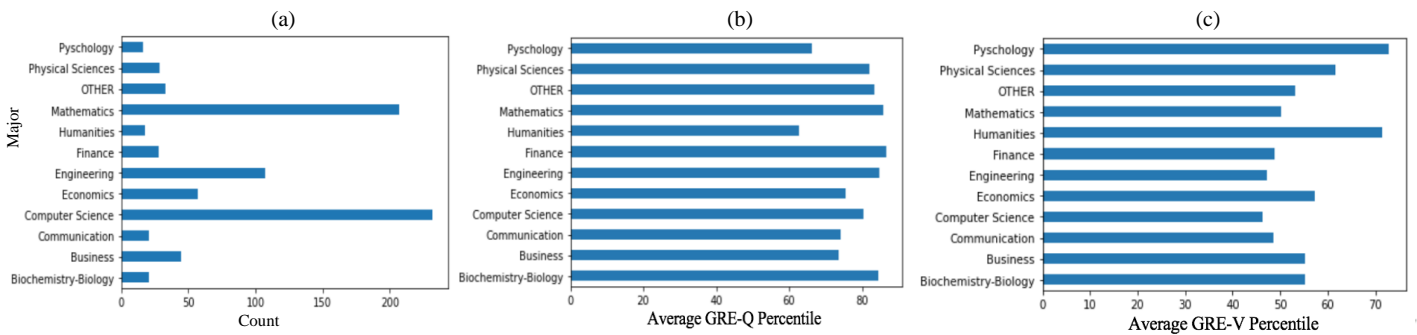 (a)
Major
Pyschology
Physical Sciences
OTHER
Mathematics
Humanities
Finance
Engineering
Economics
Computer Science
Communication
Business
Biochemistry-Biology
0 50 100 150 200
Count
(b)
Pyschology
Physical Sciences
OTHER
Mathematics
Humanities
Finance
Engineering
Economics
Computer Science
Communication
Business
Biochemistry-Biology
0 20 40 60 80
Average GRE-Q Percentile
(c)
Pyschology
Physical Sciences
OTHER
Mathematics
Humanities
Finance
Engineering
Economics
Computer Science
Communication
Business
Biochemistry-Biology
0 10 20 30 40 50 60 70
Average GRE-V Percentile